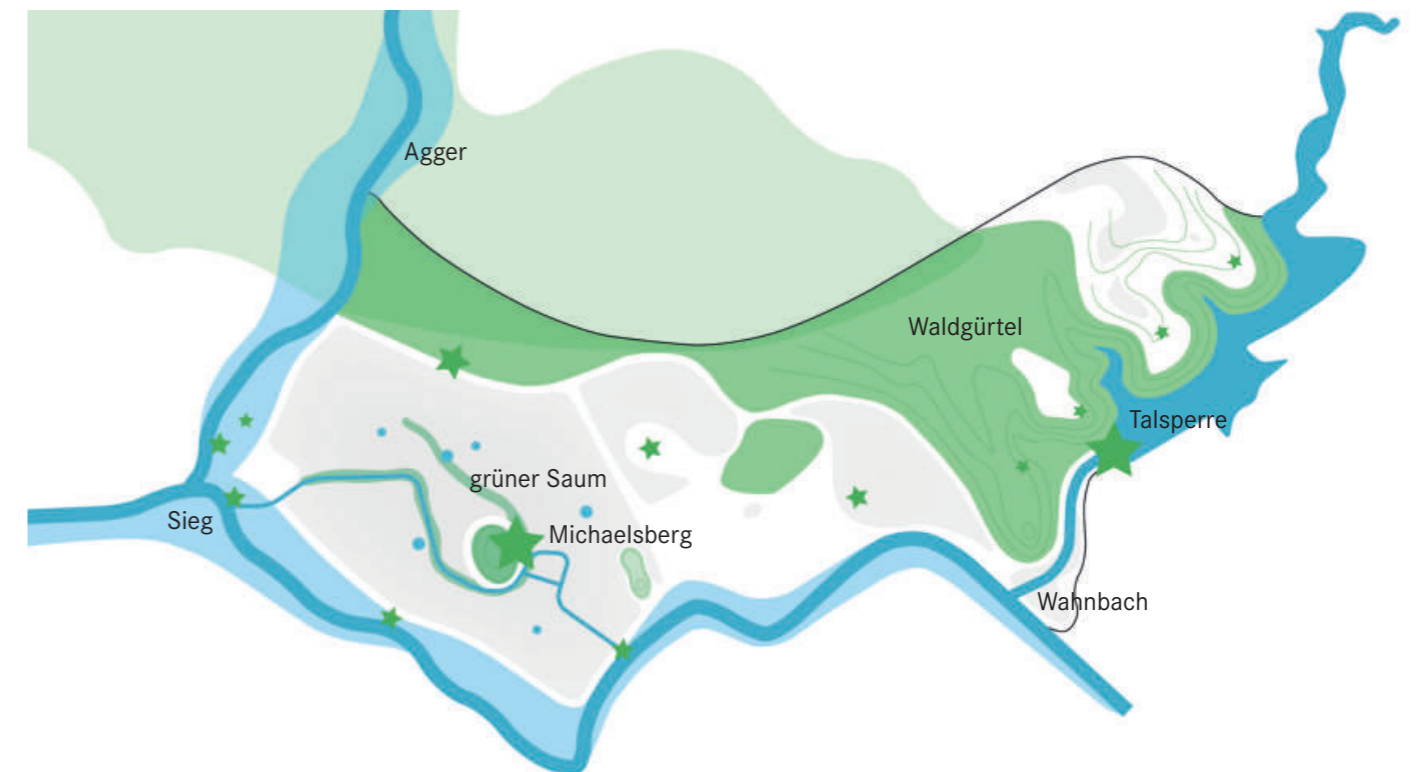 Agger
Waldgürtel
Talsperre
grüner Saum
Sieg
Michaelsberg
Wahnbach